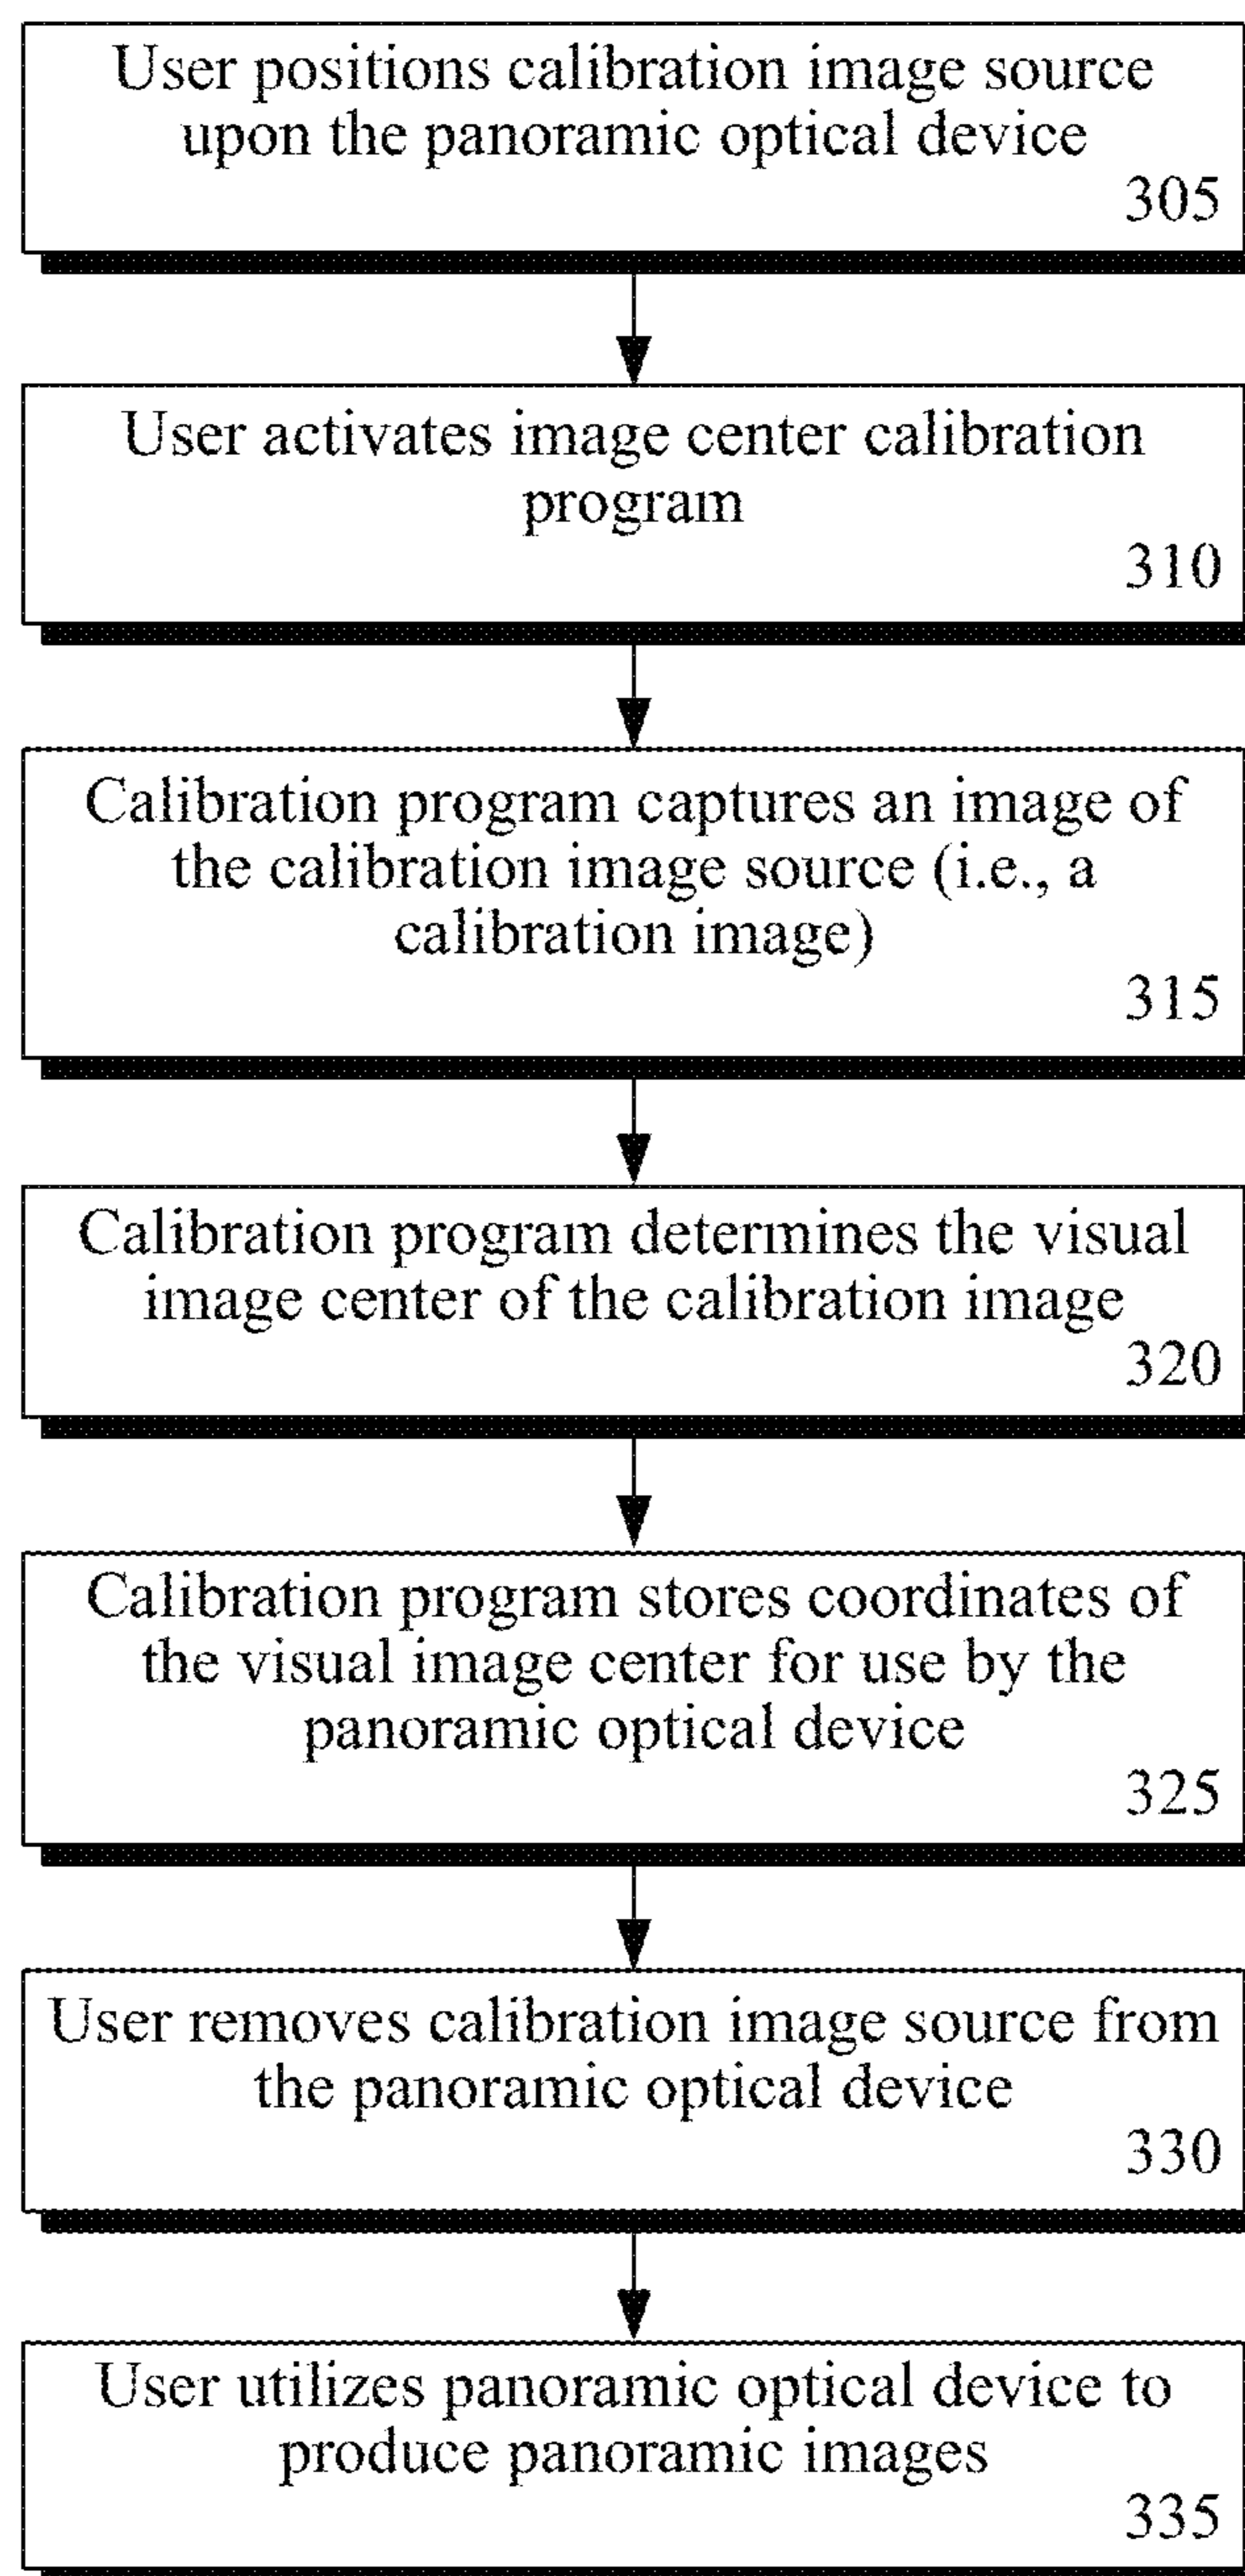 User positions calibration image source
upon the panoramic optical device
305
User activates image center calibration
program
310
Calibration program captures an image of
the calibration image source (i.e., a
calibration image)
315
Calibration program determines the visual
image center of the calibration image
320
Calibration program stores coordinates of
the visual image center for use by the
panoramic optical device
325
User removes calibration image source from
the panoramic optical device
330
User utilizes panoramic optical device to
produce panoramic images
335